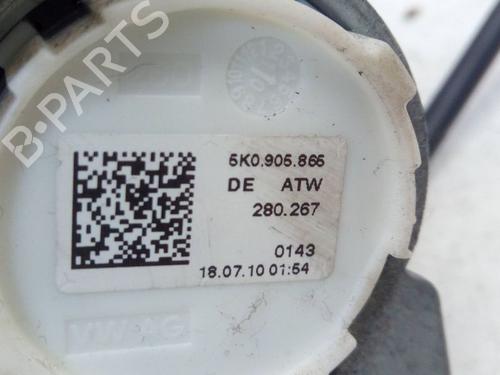 B-PARTS
5K0.905.865
DE ATW
280.267
0143
18.07.10 01:54
VW AG